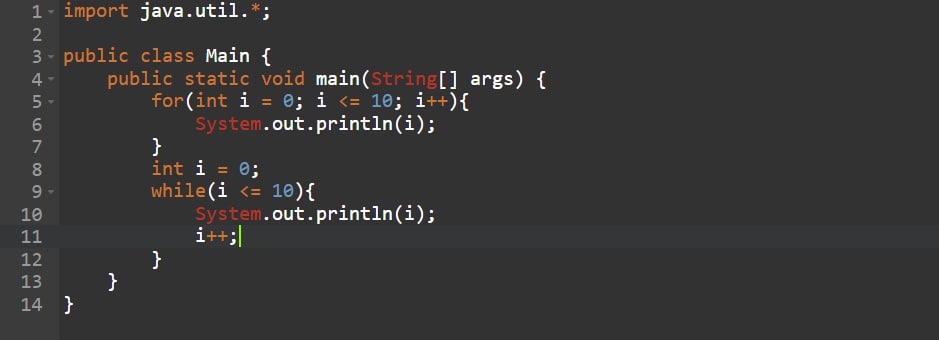 1 import java.util.*;
2
3 public class Main {
4     public static void main(String[] args) {
5         for(int i = 0; i <= 10; i++){
6             System.out.println(i);
7         }
8         int i = 0;
9         while(i <= 10){
10             System.out.println(i);
11             i++;
12         }
13     }
14 }